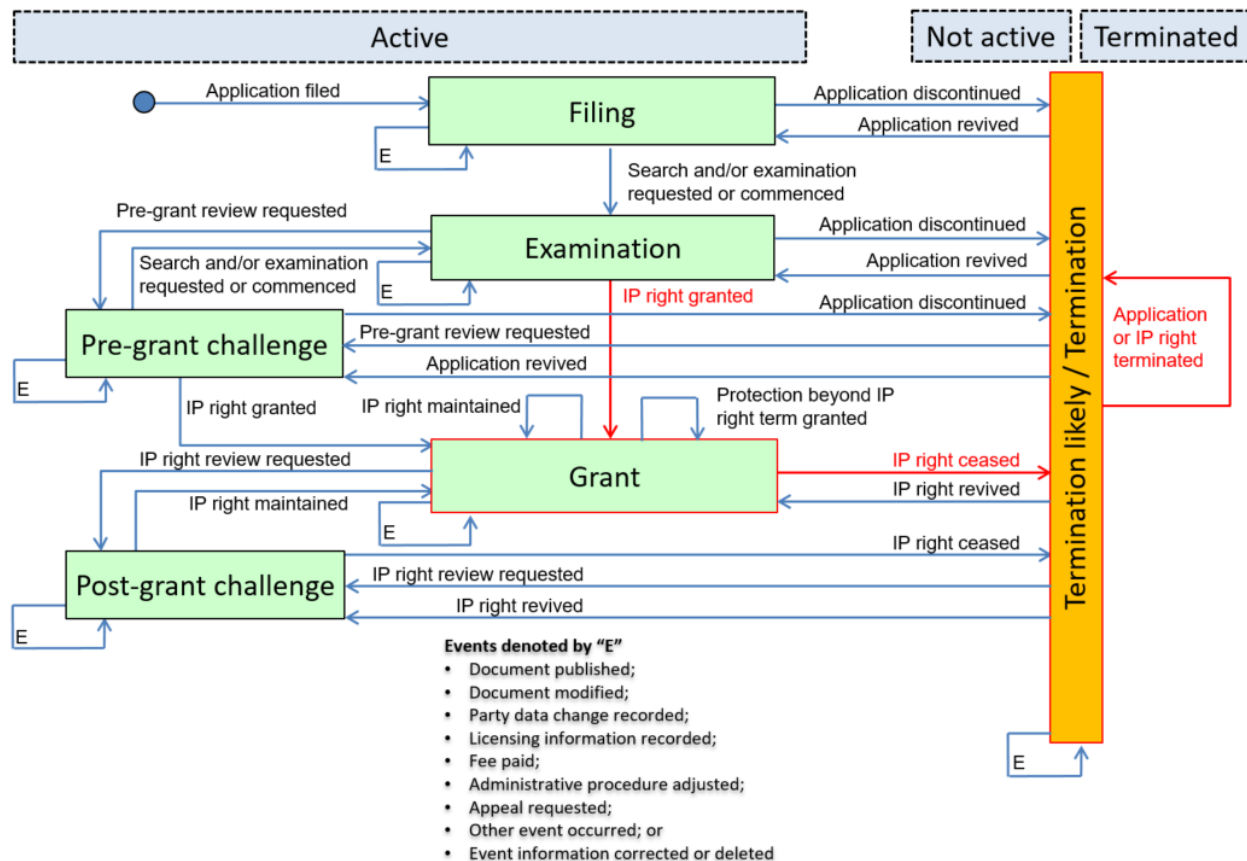 Active
Not active
Terminated
Application filed
Filing
Application discontinued
Application revived
E
Search and/or examination
requested or commenced
Pre-grant review requested
Examination
Application discontinued
Application revived
Search and/or examination
requested or commenced
E
IP right granted
Application discontinued
Pre-grant challenge
Pre-grant review requested
Application revived
E
Application
or IP right
terminated
Termination likely / Termination
IP right granted
IP right maintained
Protection beyond IP
right term granted
IP right review requested
Grant
IP right ceased
IP right revived
IP right maintained
E
IP right ceased
Post-grant challenge
IP right review requested
IP right revived
E
Events denoted by “E”
• Document published;
• Document modified;
• Party data change recorded;
• Licensing information recorded;
• Fee paid;
• Administrative procedure adjusted;
• Appeal requested;
• Other event occurred; or
• Event information corrected or deleted
E